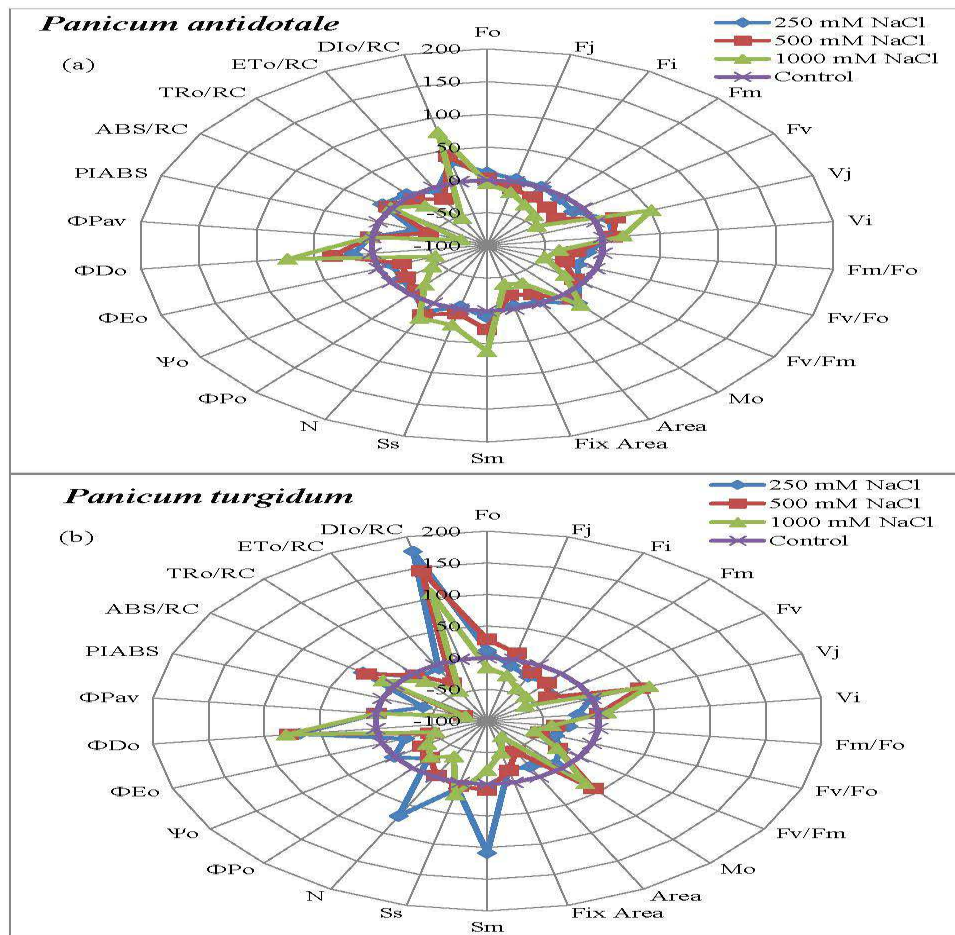 Panicum antidotale
(a)
250 mM NaCl
500 mM NaCl
1000 mM NaCl
Control
200
150
100
50
0
-50
-100
Fo
Fj
Fi
Fm
Fv
Vj
Vi
Fm/Fo
Fv/Fo
Fv/Fm
Mo
Area
Fix Area
Sm
Ss
N
ΦPo
Ψo
ΦEo
ΦDo
ΦPav
PIABS
ABS/RC
TRo/RC
ETo/RC
DIo/RC
Panicum turgidum
(b)
250 mM NaCl
500 mM NaCl
1000 mM NaCl
Control
200
150
100
50
0
-50
-100
Fo
Fj
Fi
Fm
Fv
Vj
Vi
Fm/Fo
Fv/Fo
Fv/Fm
Mo
Area
Fix Area
Sm
Ss
N
ΦPo
Ψo
ΦEo
ΦDo
ΦPav
PIABS
ABS/RC
TRo/RC
ETo/RC
DIo/RC